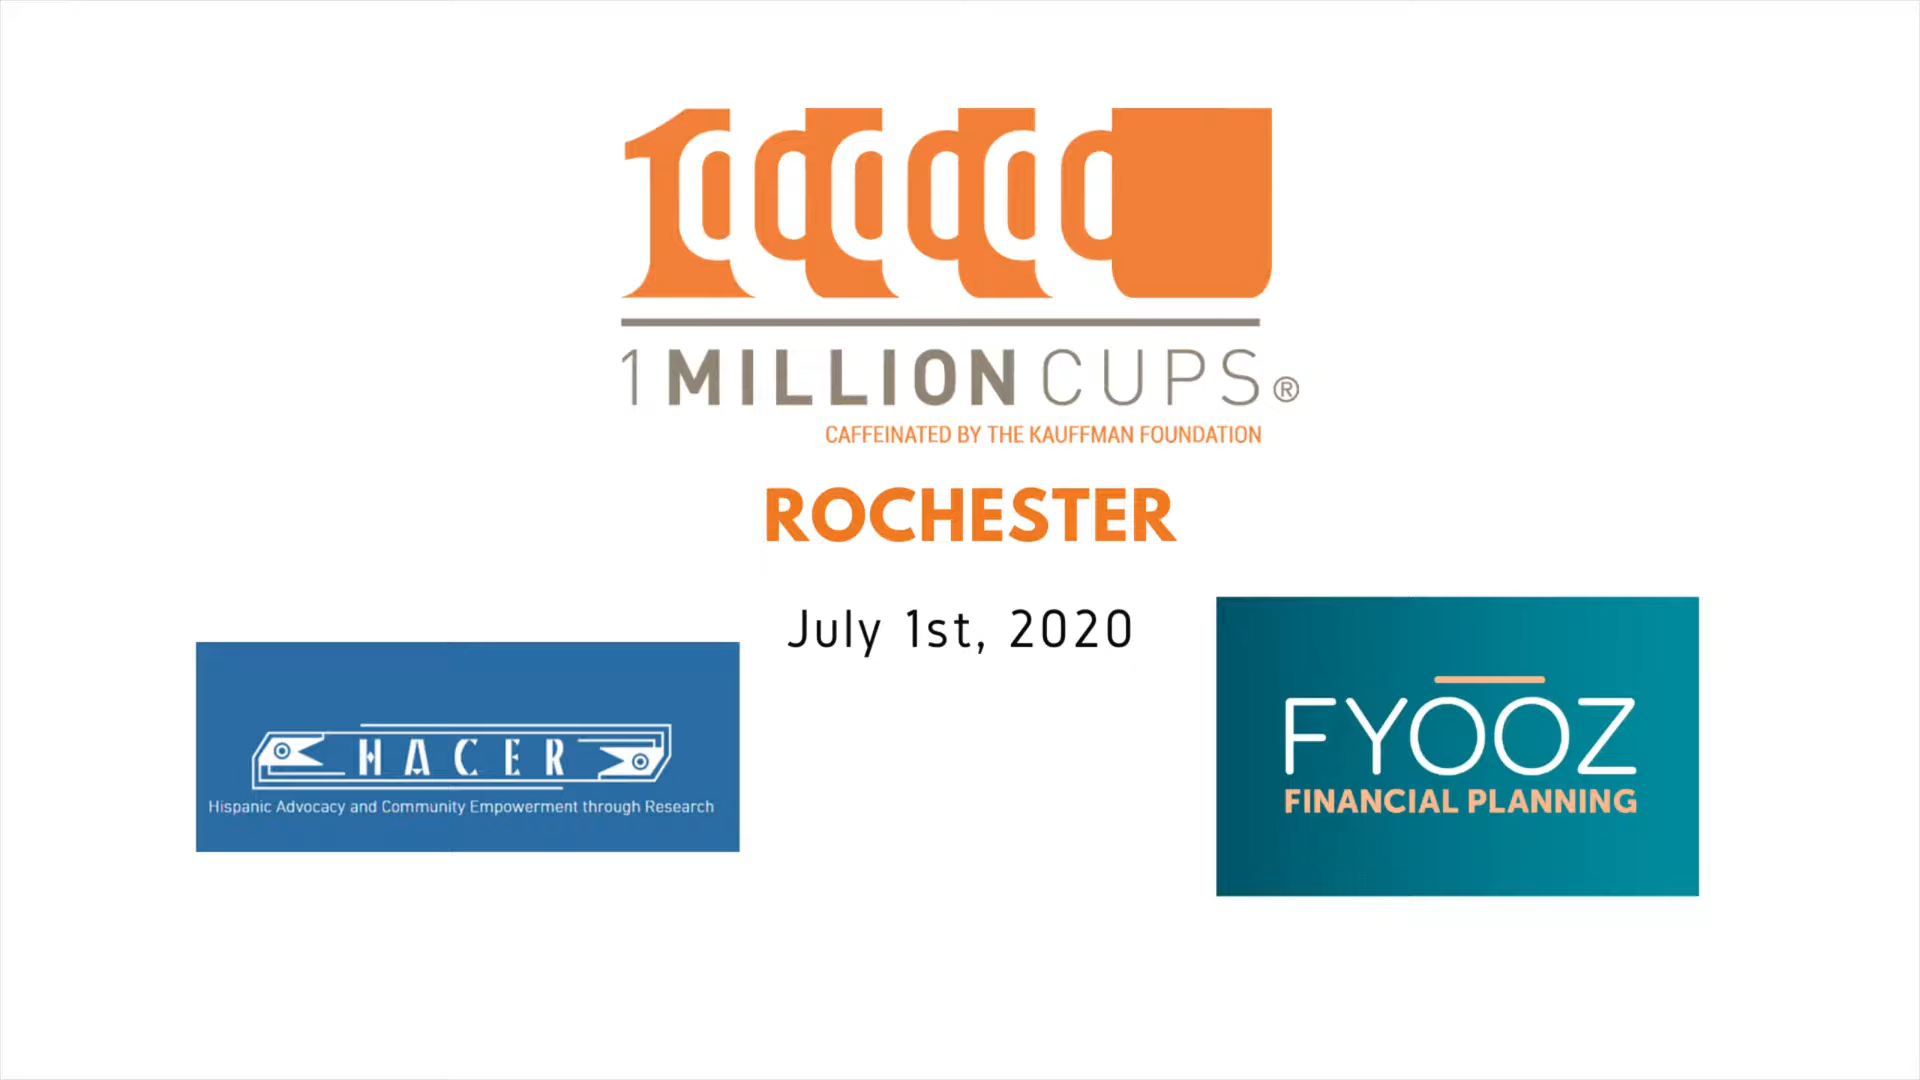 1000000
1 MILLION CUPS®
CAFFEINATED BY THE KAUFFMAN FOUNDATION
ROCHESTER
July 1st, 2020
HACER
Hispanic Advocacy and Community Empowerment through Research
FYOOZ
FINANCIAL PLANNING